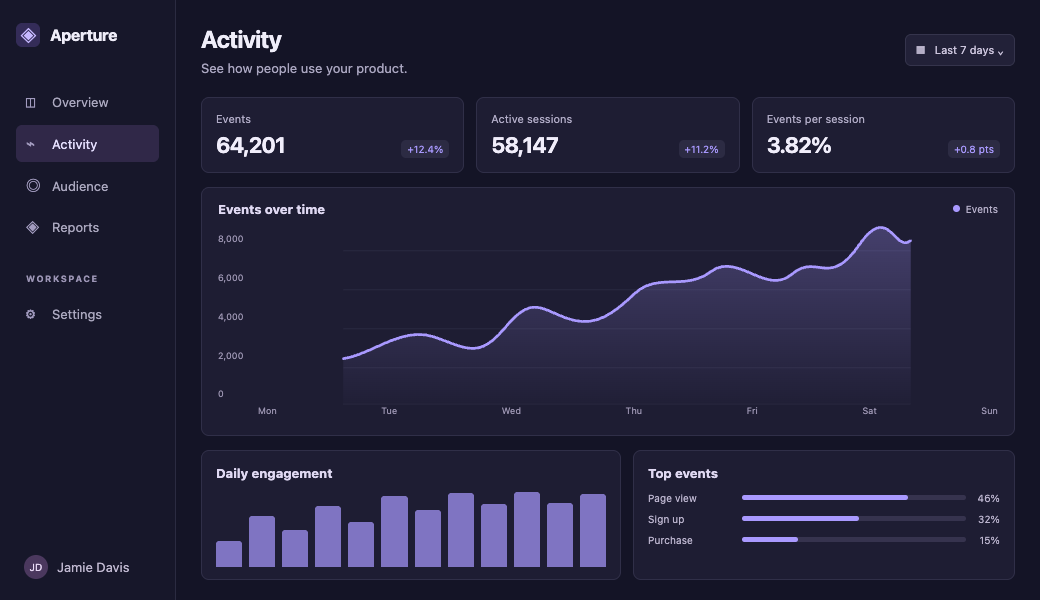 Aperture
Overview
Activity
Audience
Reports
WORKSPACE
Settings
JD
Jamie Davis
Activity
See how people use your product.
Last 7 days
Events
64,201
+12.4%
Active sessions
58,147
+11.2%
Events per session
3.82%
+0.8 pts
Events over time
Events
8,000
6,000
4,000
2,000
0
Mon Tue Wed Thu Fri Sat Sun
Daily engagement
Top events
Page view 46%
Sign up 32%
Purchase 15%